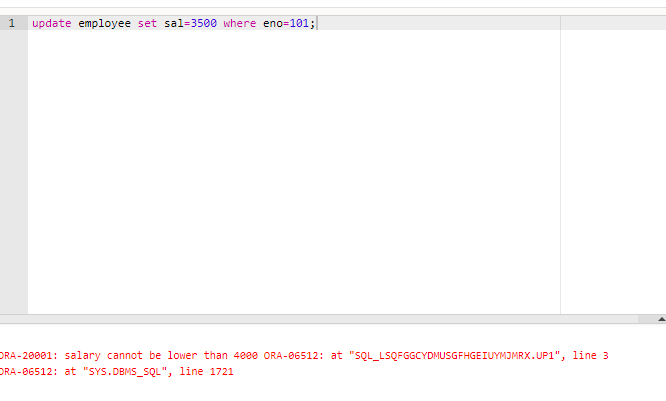 1 update employee set sal=3500 where eno=101;
ORA-20001: salary cannot be lower than 4000 ORA-06512: at "SQL_LSQFGGCYDMUSGFHGEIUYMJMRX.UP1", line 3
ORA-06512: at "SYS.DBMS_SQL", line 1721